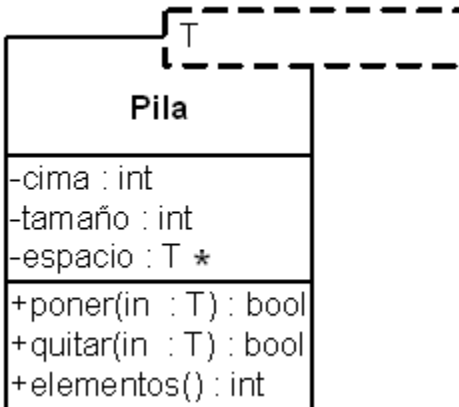 T
Pila
-cima : int
-tamaño : int
-espacio : T *
+poner(in : T) : bool
+quitar(in : T) : bool
+elementos() : int